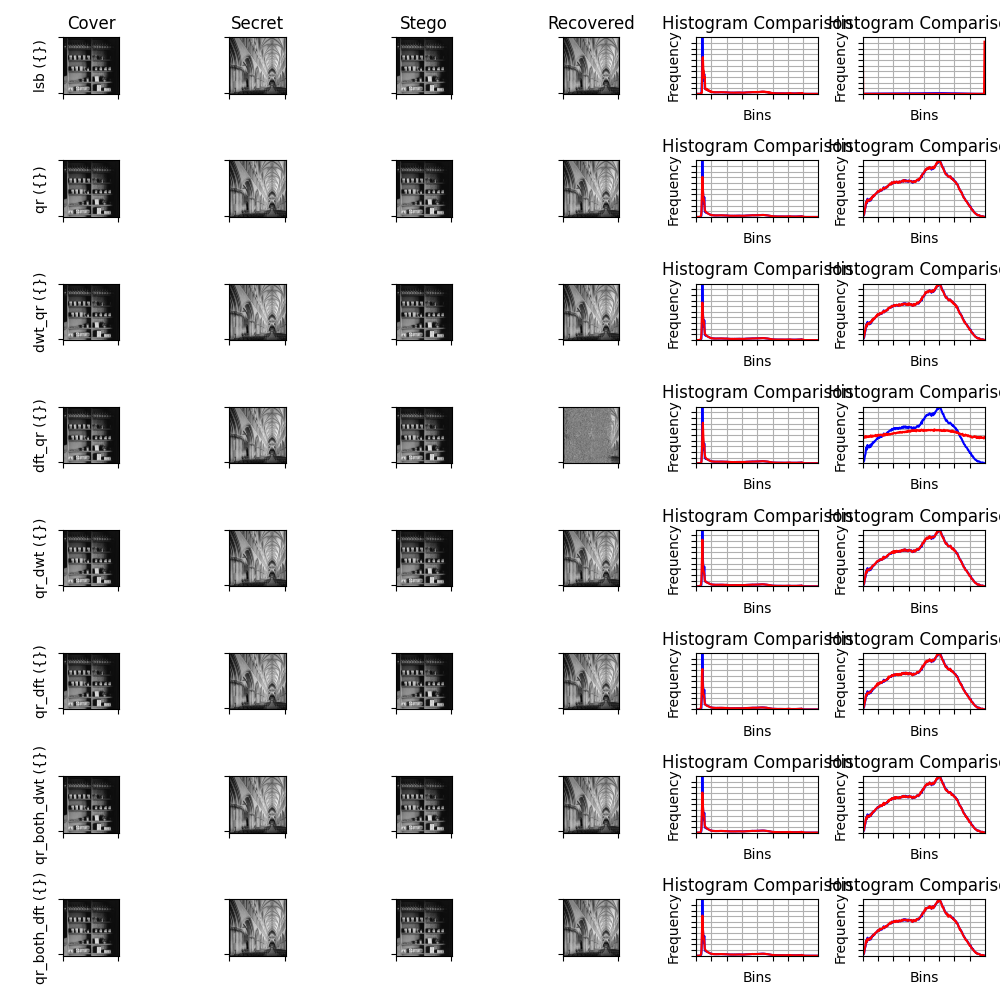 Cover Secret Stego Recovered Histogram Comparison Histogram Comparis
lsb ({}) Frequency Frequency
Bins Bins
Histogram Comparison Histogram Comparis
qr ({}) Frequency Frequency
Bins Bins
Histogram Comparison Histogram Comparis
dwt_qr ({}) Frequency Frequency
Bins Bins
Histogram Comparison Histogram Comparis
dft_qr ({}) Frequency Frequency
Bins Bins
Histogram Comparison Histogram Comparis
qr_dwt ({}) Frequency Frequency
Bins Bins
Histogram Comparison Histogram Comparis
qr_dft ({}) Frequency Frequency
Bins Bins
Histogram Comparison Histogram Comparis
qr_both_dwt ({}) Frequency Frequency
Bins Bins
Histogram Comparison Histogram Comparis
qr_both_dft ({}) Frequency Frequency
Bins Bins